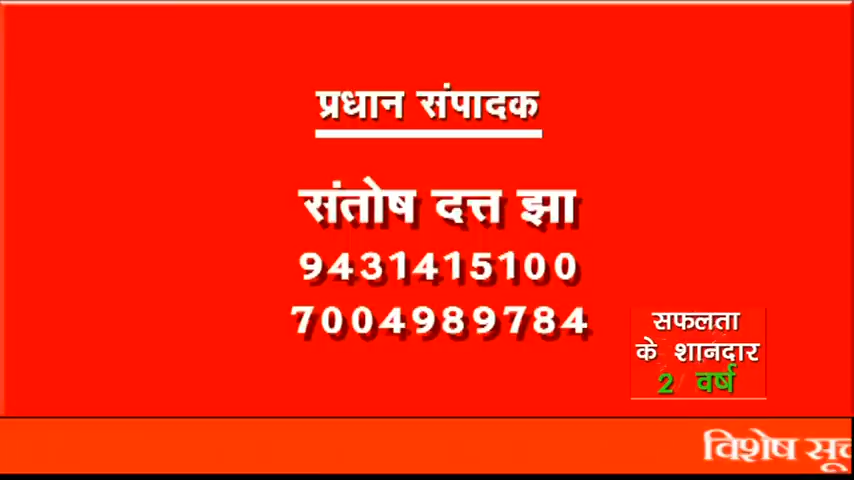 प्रधान संपादक
संतोष दत्त झा
9431415100
7004989784
सफलता
के शानदार
2 वर्ष
विशेष